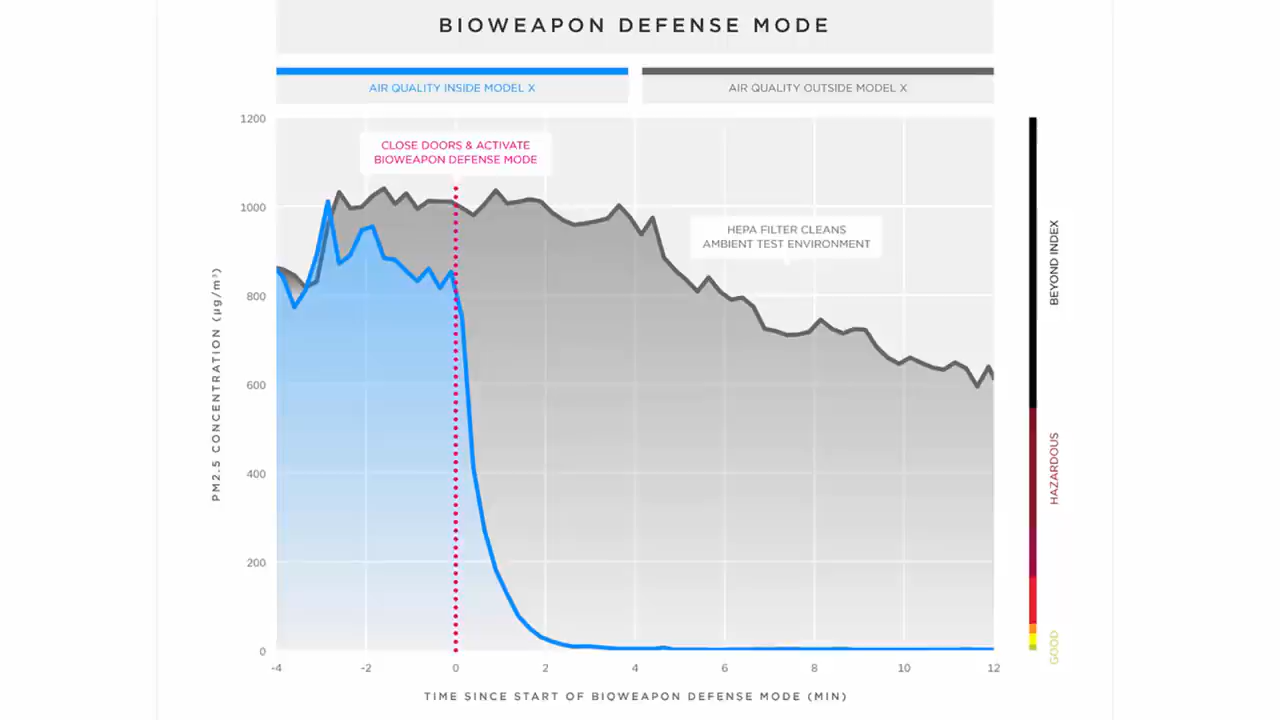 BIOWEAPON DEFENSE MODE
AIR QUALITY INSIDE MODEL X
AIR QUALITY OUTSIDE MODEL X
1200
1000
800
600
400
200
0
PM2.5 CONCENTRATION (µg/m³)
CLOSE DOORS & ACTIVATE
BIOWEAPON DEFENSE MODE
HEPA FILTER CLEANS
AMBIENT TEST ENVIRONMENT
BEYOND INDEX
HAZARDOUS
GOOD
-4 -2 0 2 4 6 8 10 12
TIME SINCE START OF BIOWEAPON DEFENSE MODE (MIN)